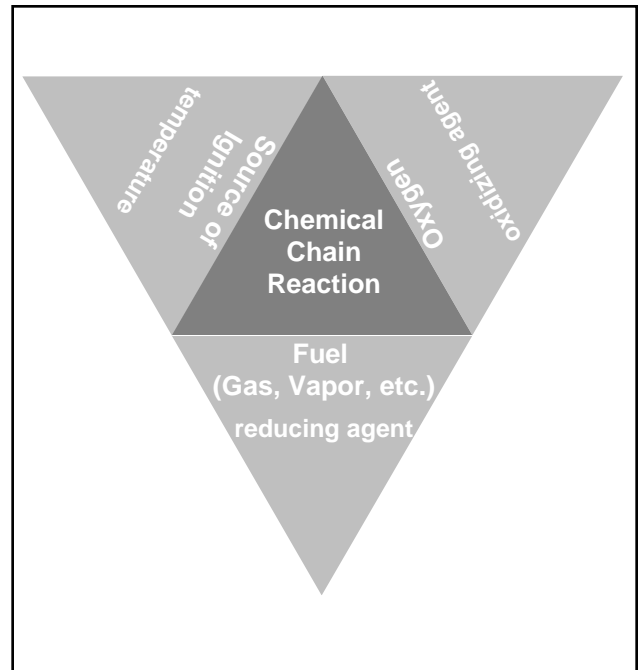 temperature
Source of
Ignition
Oxygen
oxidizing agent
Chemical
Chain
Reaction
Fuel
(Gas, Vapor, etc.)
reducing agent